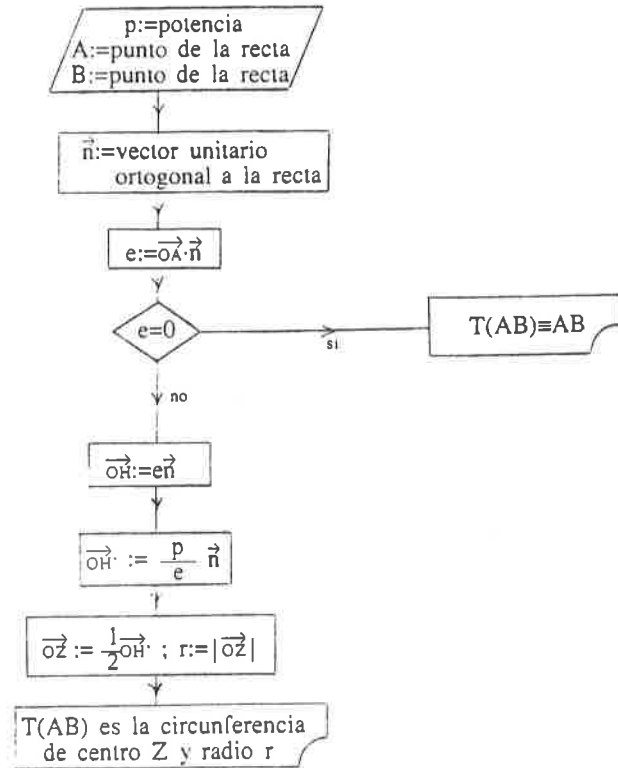 p:=potencia
A:=punto de la recta
B:=punto de la recta
n⃗:=vector unitario
ortogonal a la recta
e:=OA⃗·n⃗
e=0
si
T(AB)≡AB
no
OH⃗:=en⃗
OH'⃗ := p/e n⃗
OZ⃗ := 1/2 OH'⃗ ; r:=|OZ⃗|
T(AB) es la circunferencia
de centro Z y radio r